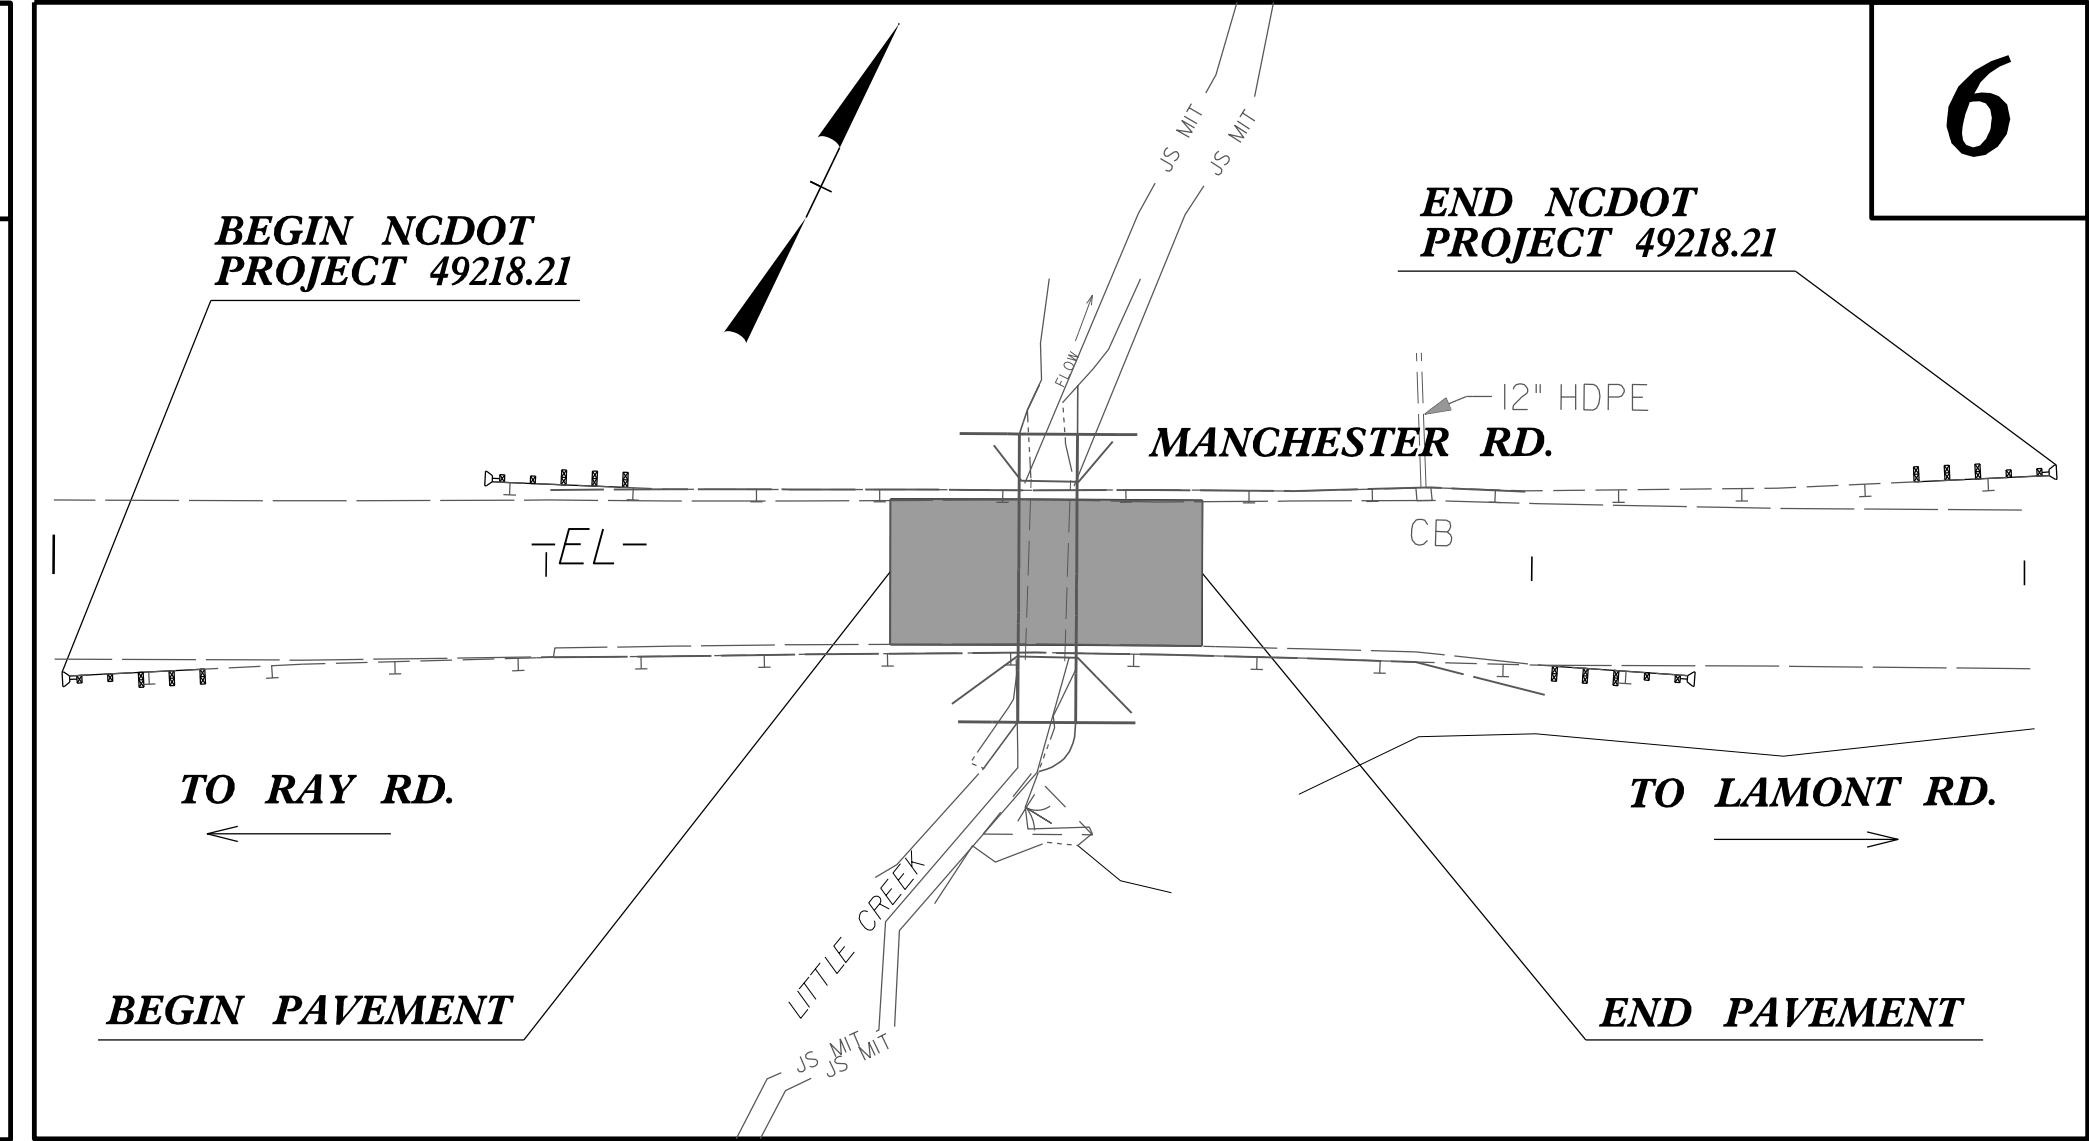 6
END NCDOT
PROJECT 49218.21
BEGIN NCDOT
PROJECT 49218.21
JS MIT
JS MIT
FLOW
12" HDPE
MANCHESTER RD.
-EL-
CB
TO RAY RD.
TO LAMONT RD.
LITTLE CREEK
BEGIN PAVEMENT
END PAVEMENT
JS MIT
JS MIT